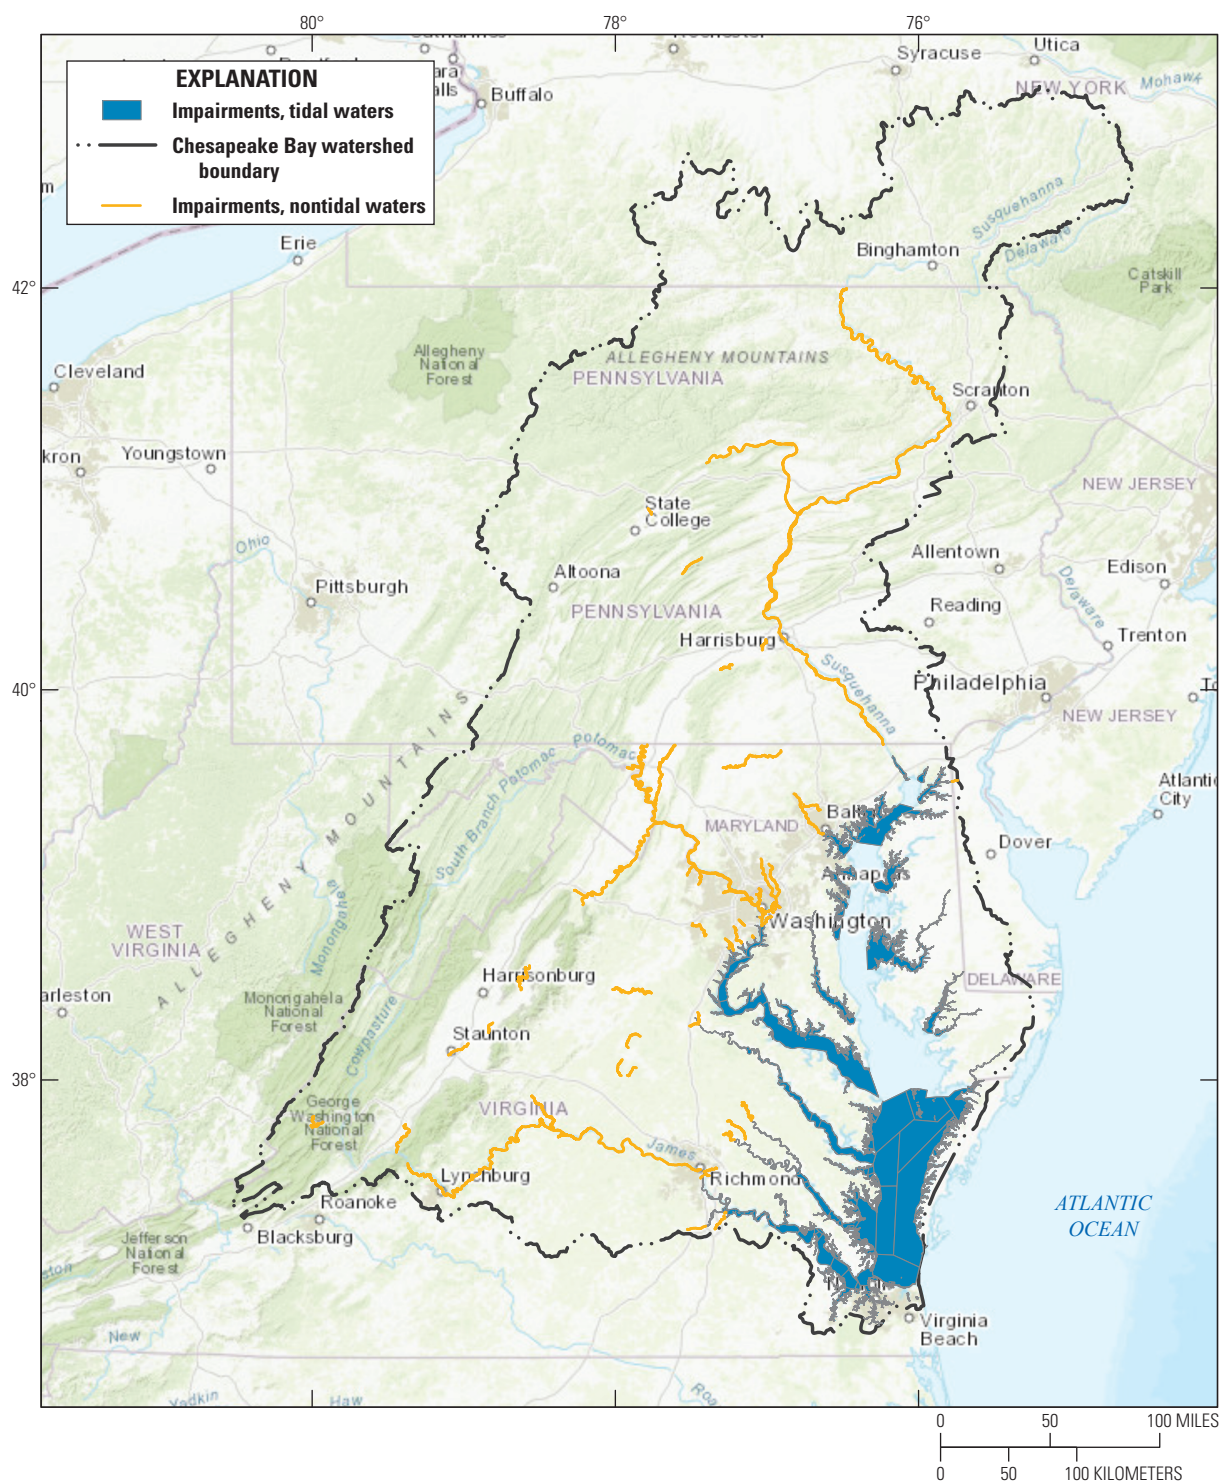 80°
78°
76°
Syracuse
Utica
NEW YORK
Mohawk
EXPLANATION
Impairments, tidal waters
Chesapeake Bay watershed
boundary
Impairments, nontidal waters
Buffalo
Susquehanna
Delaware
Binghamton
Erie
Catskill
Park
42°
Allegheny
National
Forest
ALLEGHENY MOUNTAINS
PENNSYLVANIA
Cleveland
Scranton
Youngstown
NEW JERSEY
State
College
Ohio
Allentown
Edison
Altoona
Pittsburgh
PENNSYLVANIA
Reading
Delaware
Harrisburg
Trenton
Susquehanna
40°
Philadelphia
NEW JERSEY
ALLEGHENY MOUNTAINS
Potomac
South Branch Potomac
Atlantic
City
MARYLAND
Dover
Annapolis
Washington
WEST
VIRGINIA
Monongahela
Harrisonburg
DELAWARE
arleston
Monongahela
National
Forest
Staunton
Cowpasture
38°
George
Washington
National
Forest
VIRGINIA
James
Lynchburg
Richmond
Roanoke
Blacksburg
ATLANTIC
OCEAN
Jefferson
National
Forest
Virginia
Beach
New
Yadkin
Haw
Roa
0 50 100 MILES
0 50 100 KILOMETERS